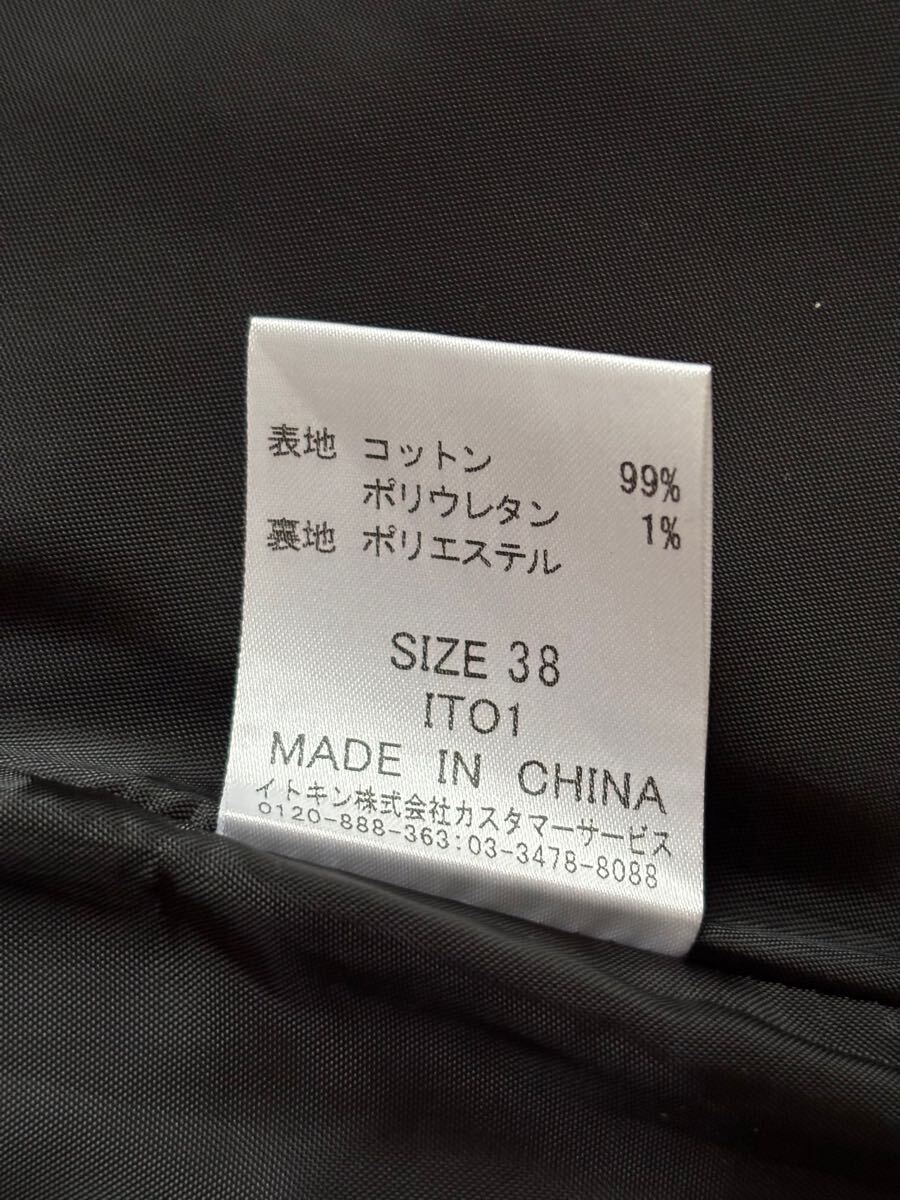 表地 コットン 99%
ポリウレタン 1%
裏地 ポリエステル
SIZE 38
ITO1
MADE IN CHINA
イトキン株式会社カスタマーサービス
0120-888-363:03-3478-8088